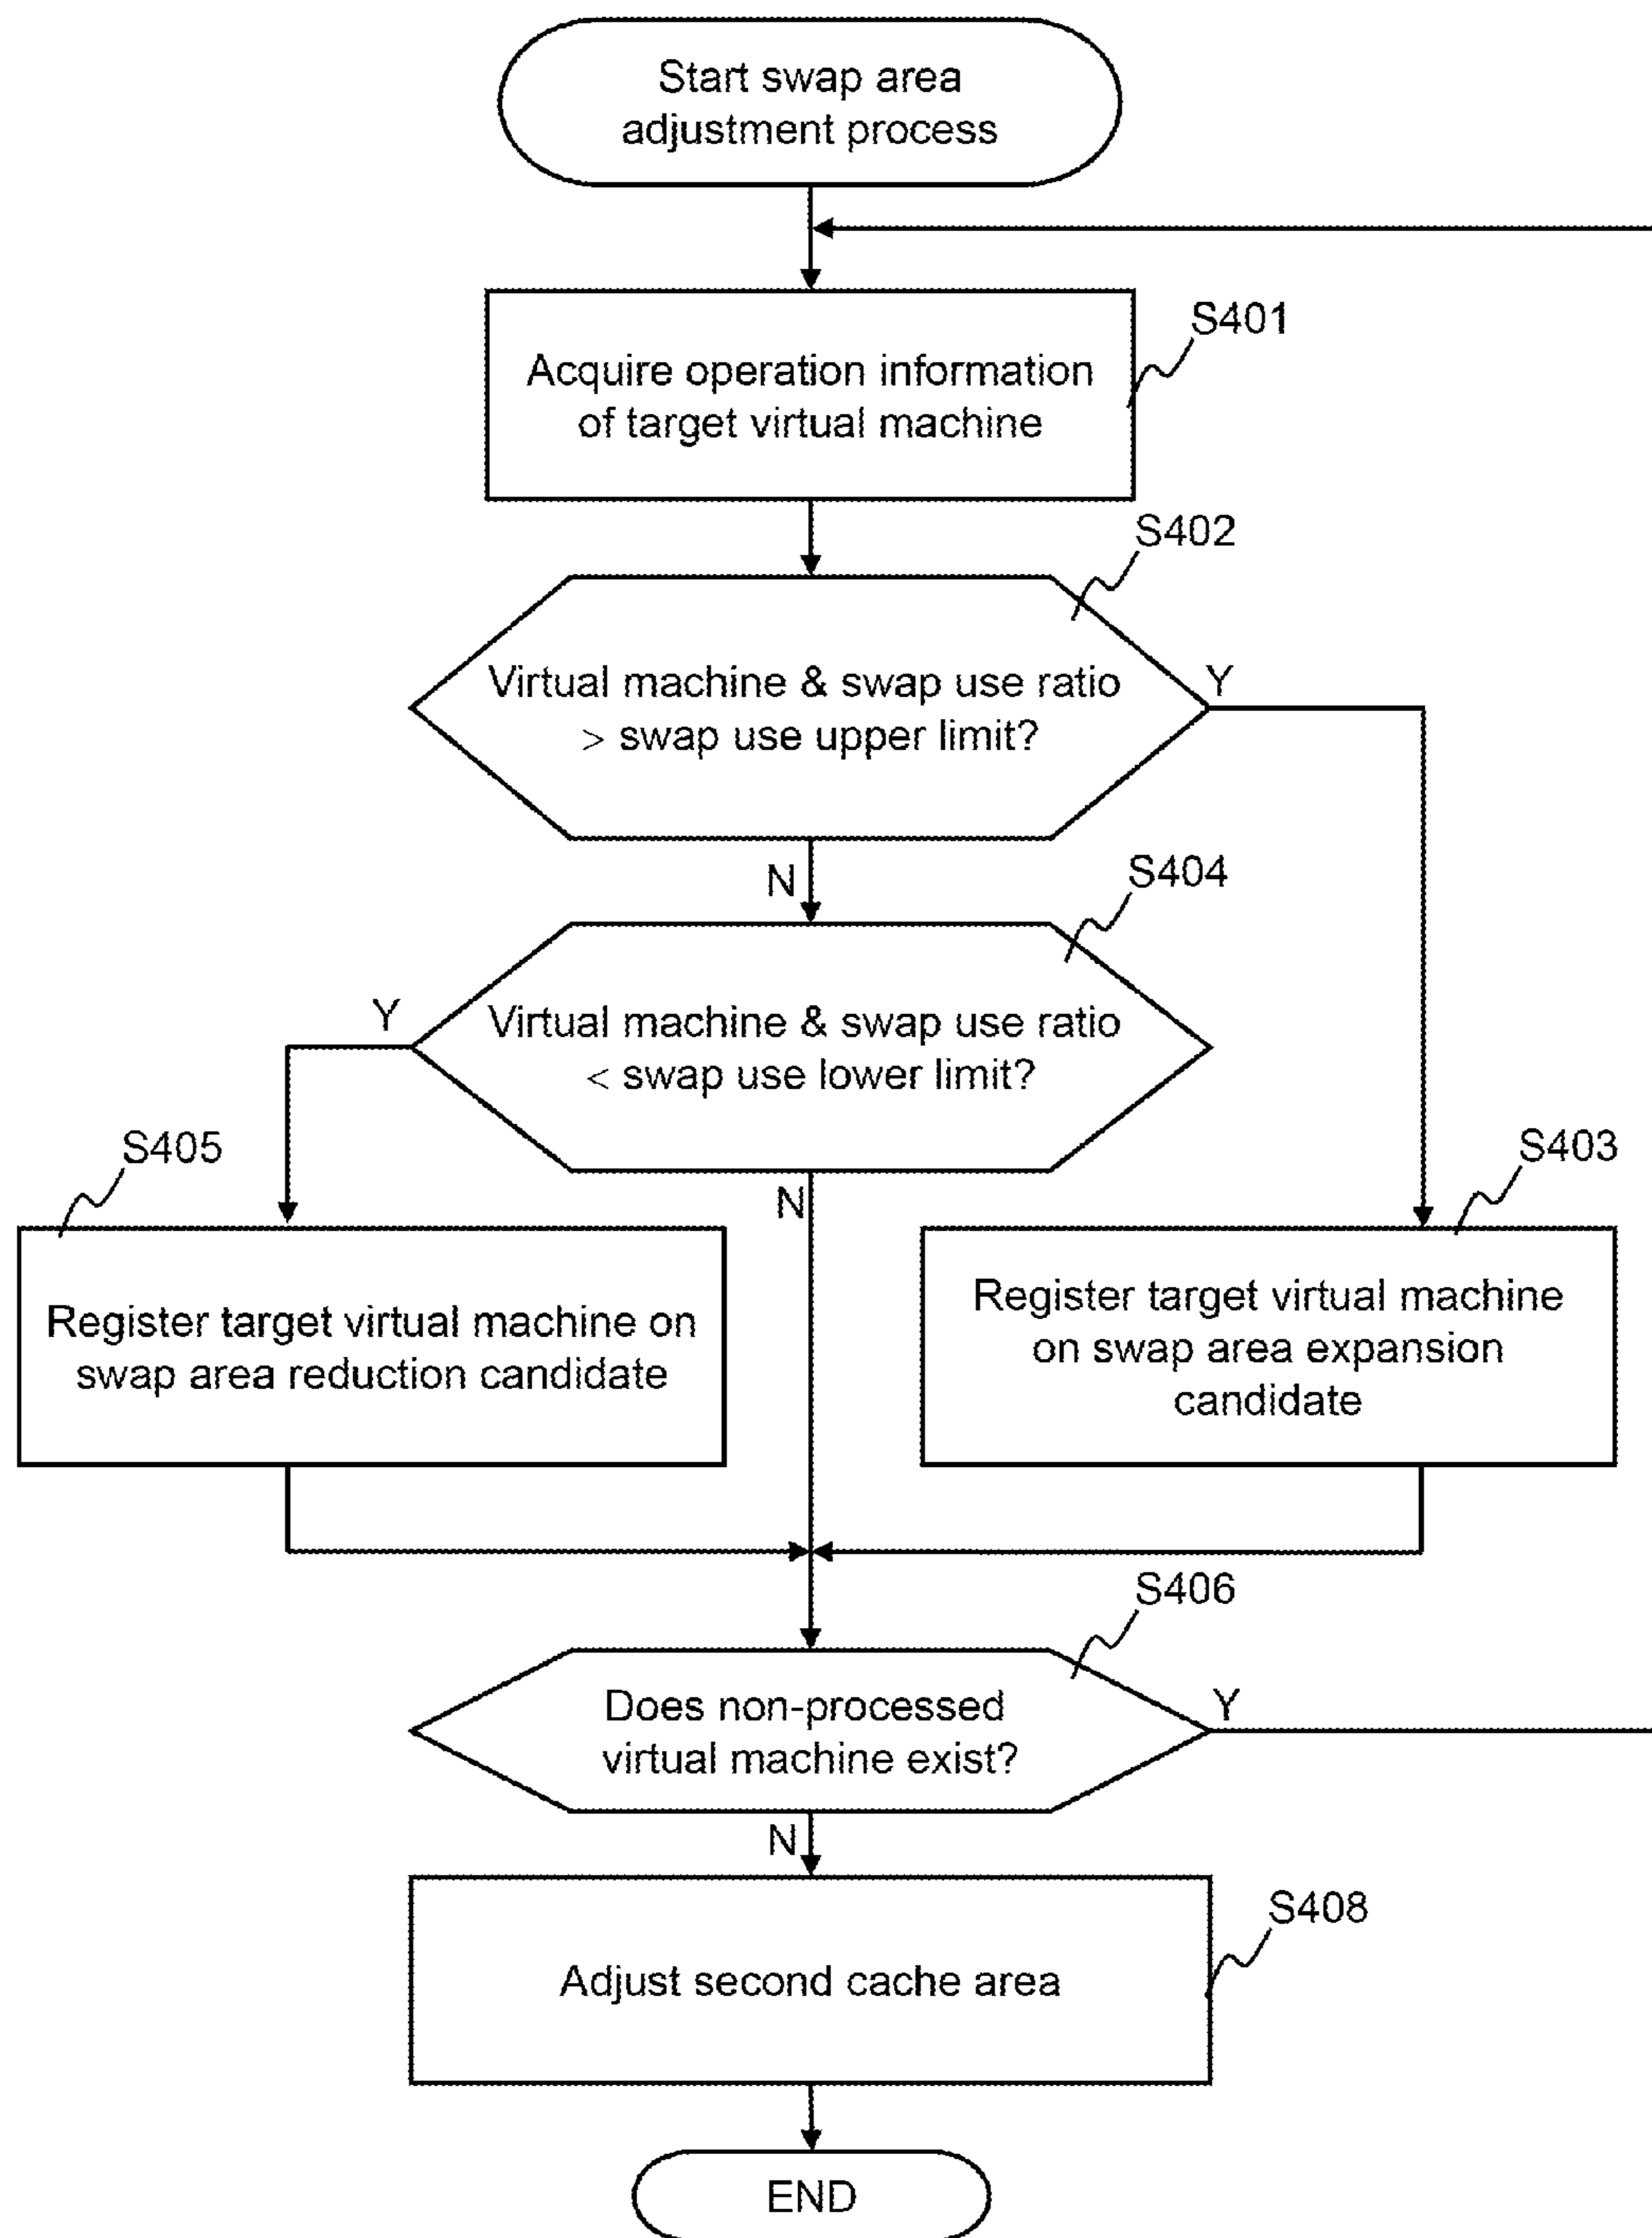 Start swap area
adjustment process
S401
Acquire operation information
of target virtual machine
S402
Virtual machine & swap use ratio
> swap use upper limit?
Y
N
S404
Virtual machine & swap use ratio
< swap use lower limit?
Y
N
S405
Register target virtual machine on
swap area reduction candidate
S403
Register target virtual machine
on swap area expansion
candidate
S406
Does non-processed
virtual machine exist?
Y
N
S408
Adjust second cache area
END